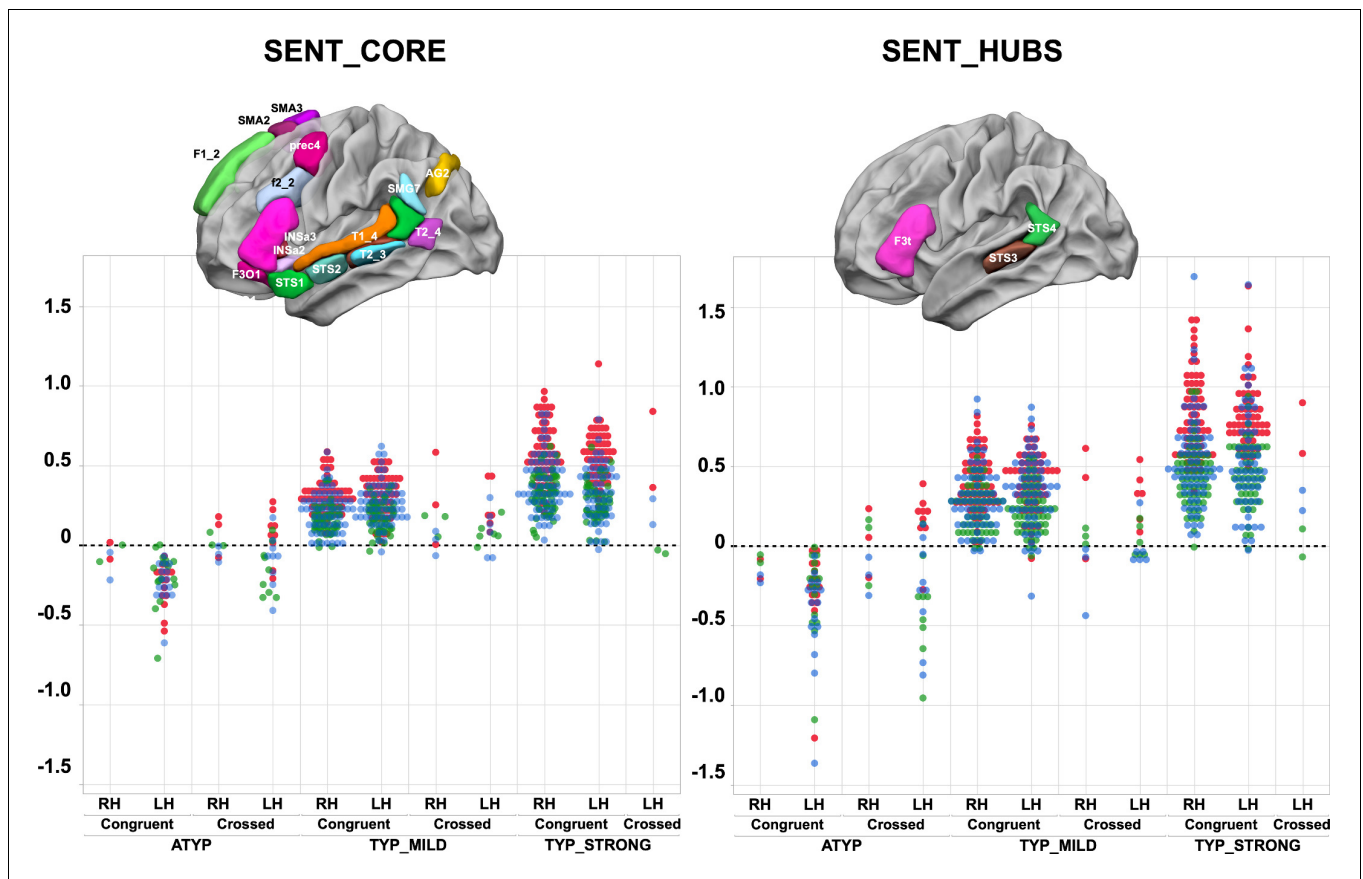 SENT_CORE
SENT_HUBS
SMA3
SMA2
prec4
F1_2
f2_2
AG2
SMG7
INSa3
T1_4
T2_4
INSa2
T2_3
F3O1
STS2
STS1
F3t
STS4
STS3
1.5
1.0
0.5
0
-0.5
-1.0
-1.5
1.5
1.0
0.5
0
-0.5
-1.0
-1.5
RH LH RH LH RH LH RH LH RH LH LH
Congruent Crossed Congruent Crossed Congruent Crossed
ATYP TYP_MILD TYP_STRONG
RH LH RH LH RH LH RH LH RH LH LH
Congruent Crossed Congruent Crossed Congruent Crossed
ATYP TYP_MILD TYP_STRONG